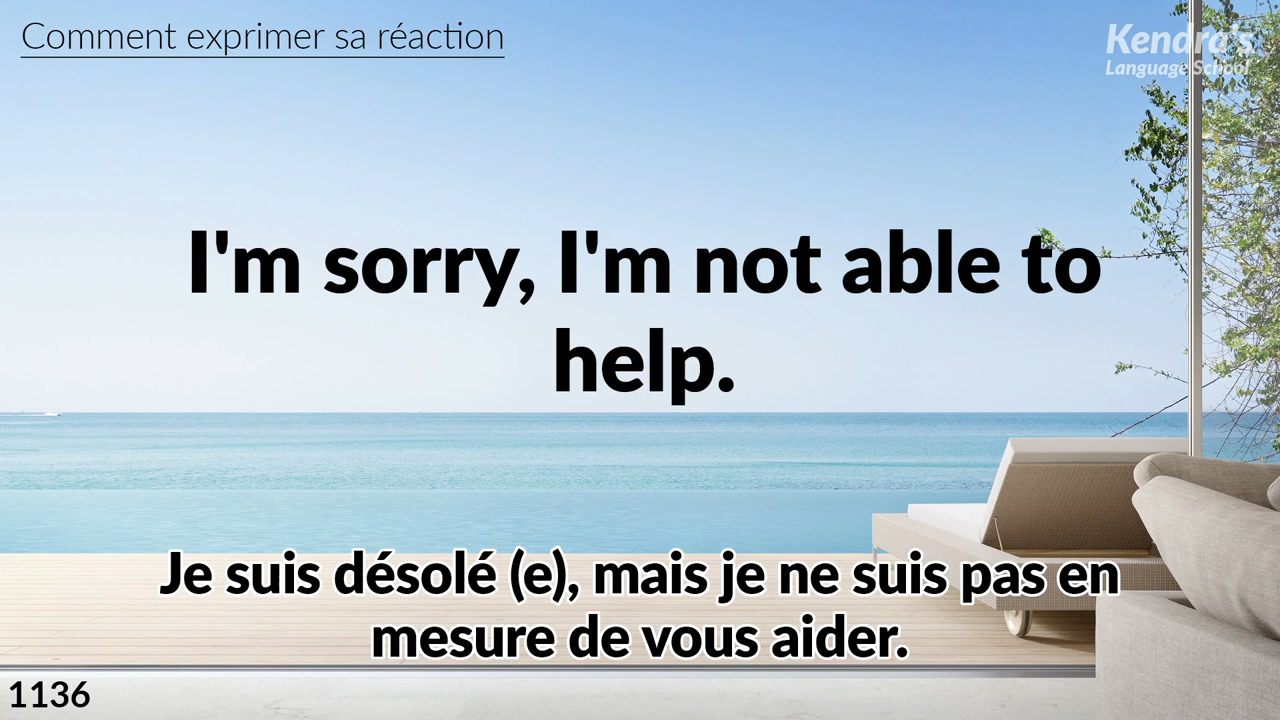 Comment exprimer sa réaction
Kendra's
Language School
I'm sorry, I'm not able to
help.
Je suis désolé (e), mais je ne suis pas en
mesure de vous aider.
1136